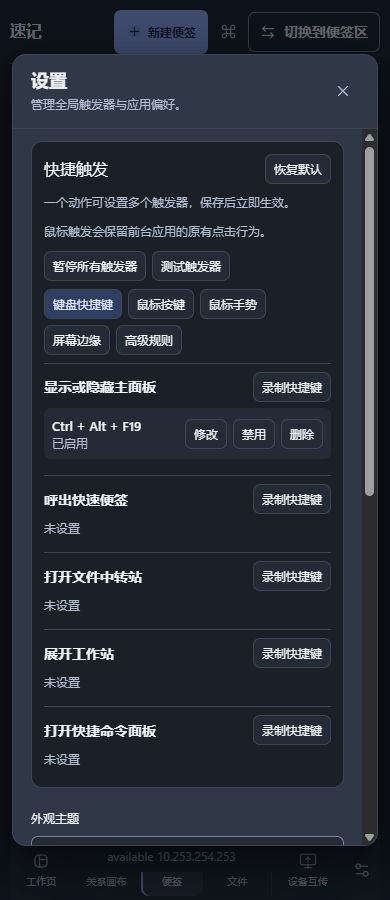 速记
新建便签
切换到便签区
设置
管理全局触发器与应用偏好。
快捷触发
恢复默认
一个动作可设置多个触发器，保存后立即生效。
鼠标触发会保留前台应用的原有点击行为。
暂停所有触发器 测试触发器
键盘快捷键 鼠标按键 鼠标手势
屏幕边缘 高级规则
显示或隐藏主面板 录制快捷键
Ctrl + Alt + F19
已启用
修改 禁用 删除
呼出快速便签 录制快捷键
未设置
打开文件中转站 录制快捷键
未设置
展开工作站 录制快捷键
未设置
打开快捷命令面板 录制快捷键
未设置
外观主题
available 10.253.254.253
工作页 关系画布 便签 文件 设备互传